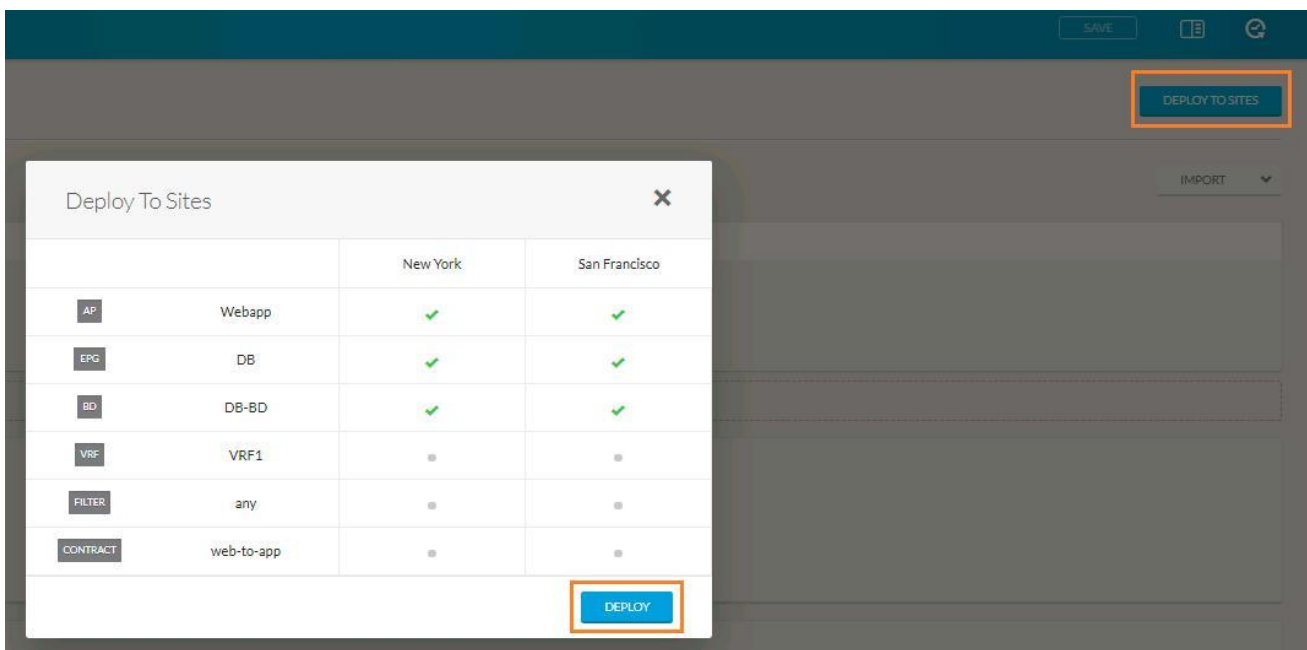 SAVE
DEPLOY TO SITES
IMPORT
Deploy To Sites
New York San Francisco
AP Webapp
EPG DB
BD DB-BD
VRF VRF1
FILTER any
CONTRACT web-to-app
DEPLOY